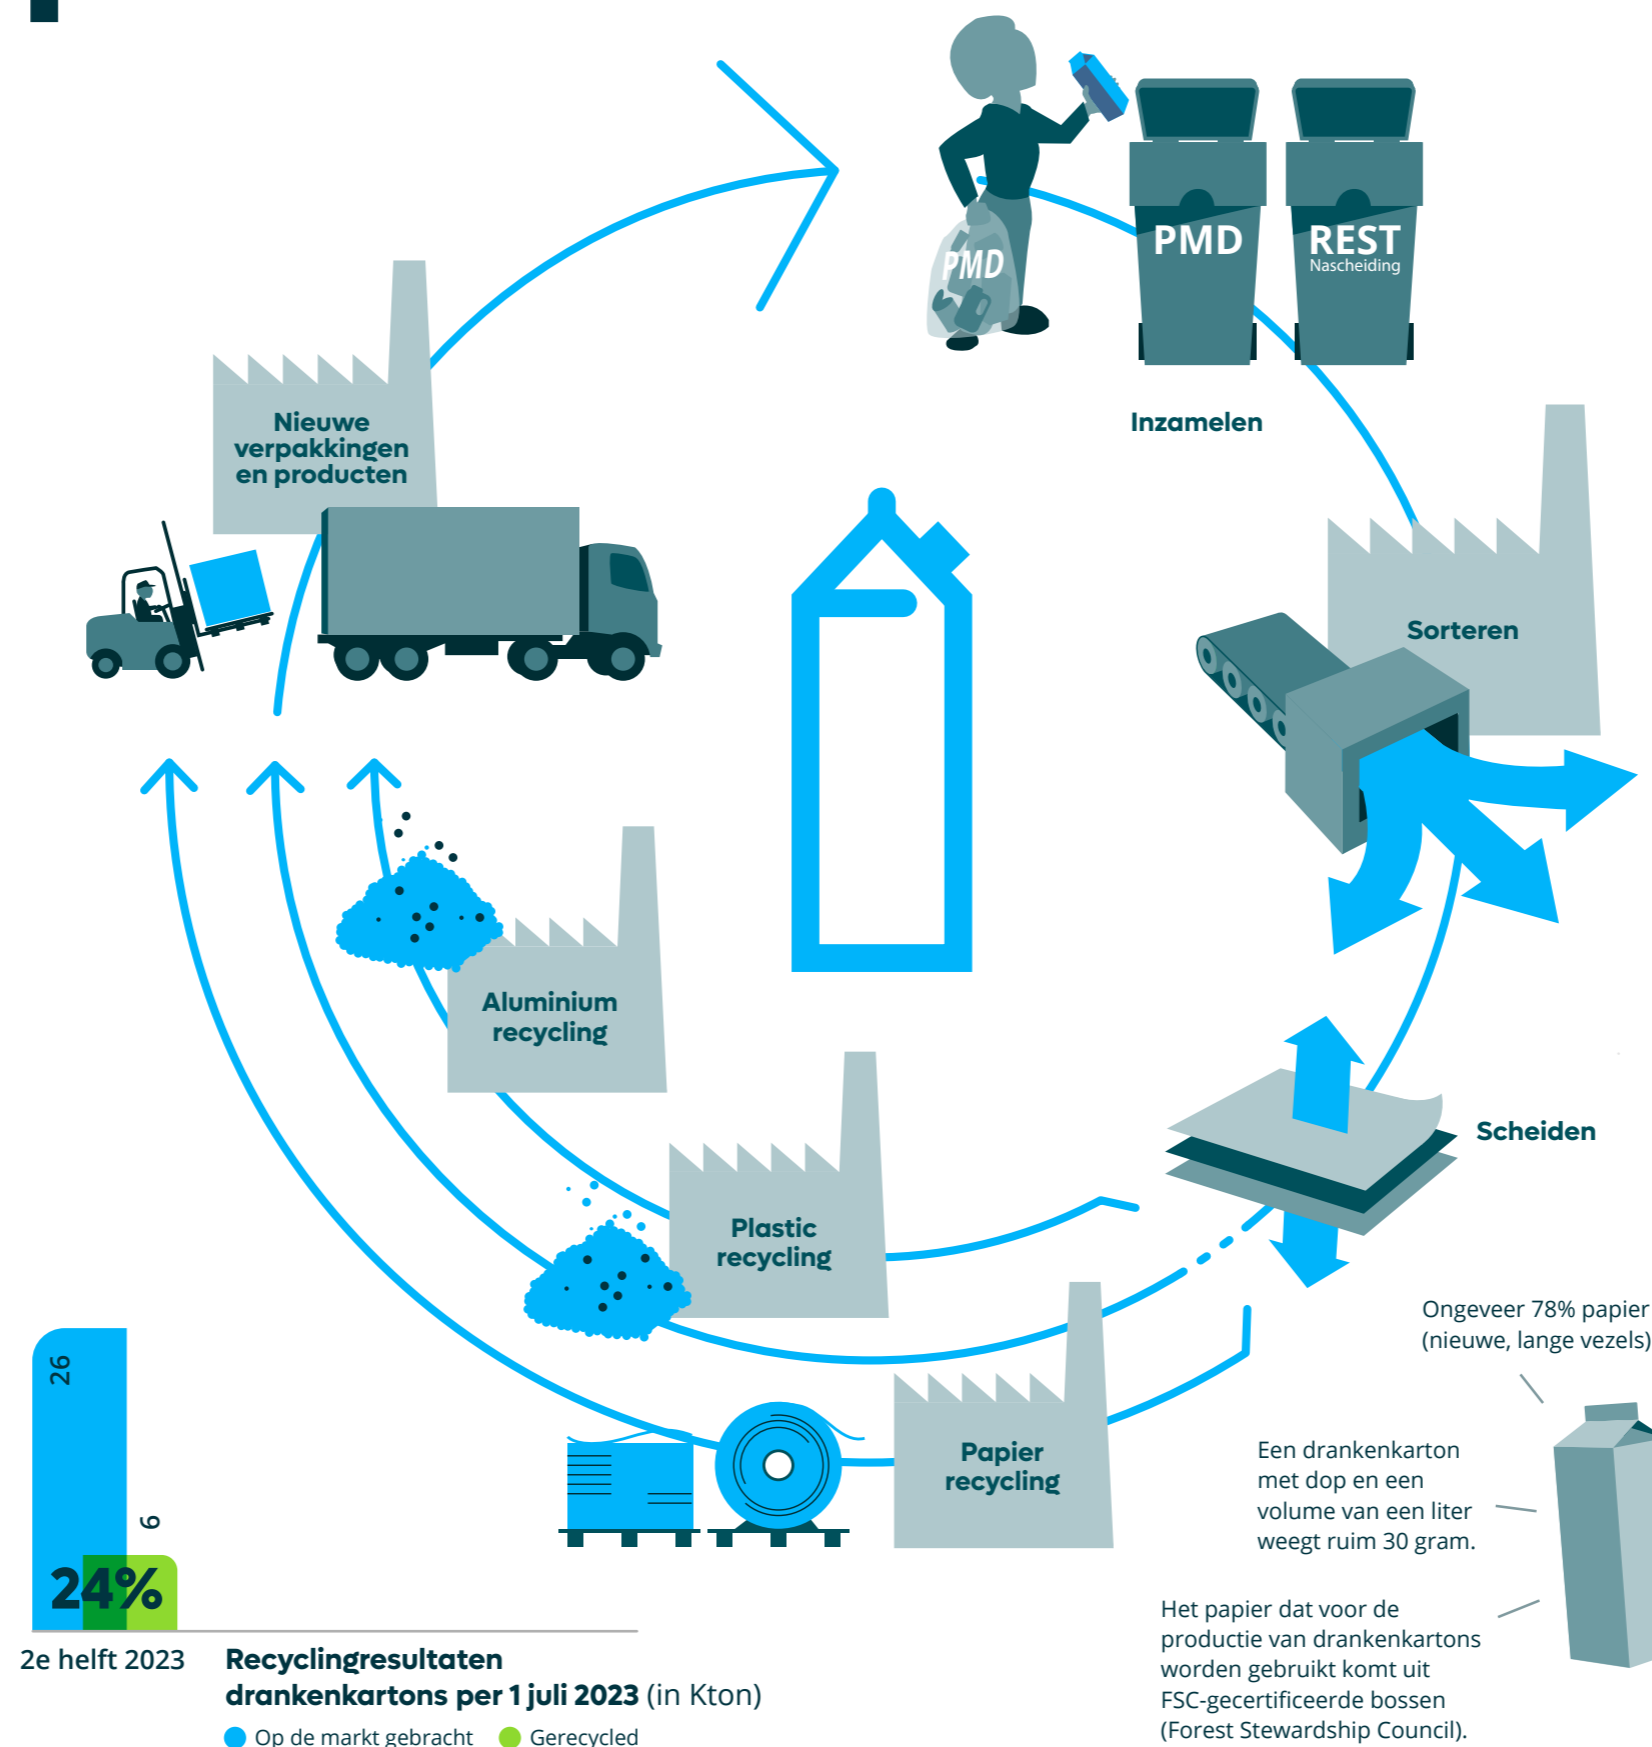 PMD
PMD
REST
Nascheiding
Inzamelen
Nieuwe
verpakkingen
en producten
Sorteren
Aluminium
recycling
Scheiden
Plastic
recycling
Papier
recycling
Ongeveer 78% papier
(nieuwe, lange vezels)
Een drankenkarton
met dop en een
volume van een liter
weegt ruim 30 gram.
Het papier dat voor de
productie van drankenkartons
worden gebruikt komt uit
FSC-gecertificeerde bossen
(Forest Stewardship Council).
26
6
24%
2e helft 2023
Recyclingresultaten
drankenkartons per 1 juli 2023 (in Kton)
Op de markt gebracht Gerecycled